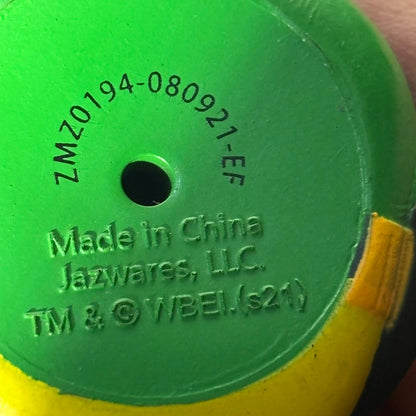 ZMZ0194-080921-EF
Made in China
Jazwares, LLC.
TM & © WBEI.(s21)